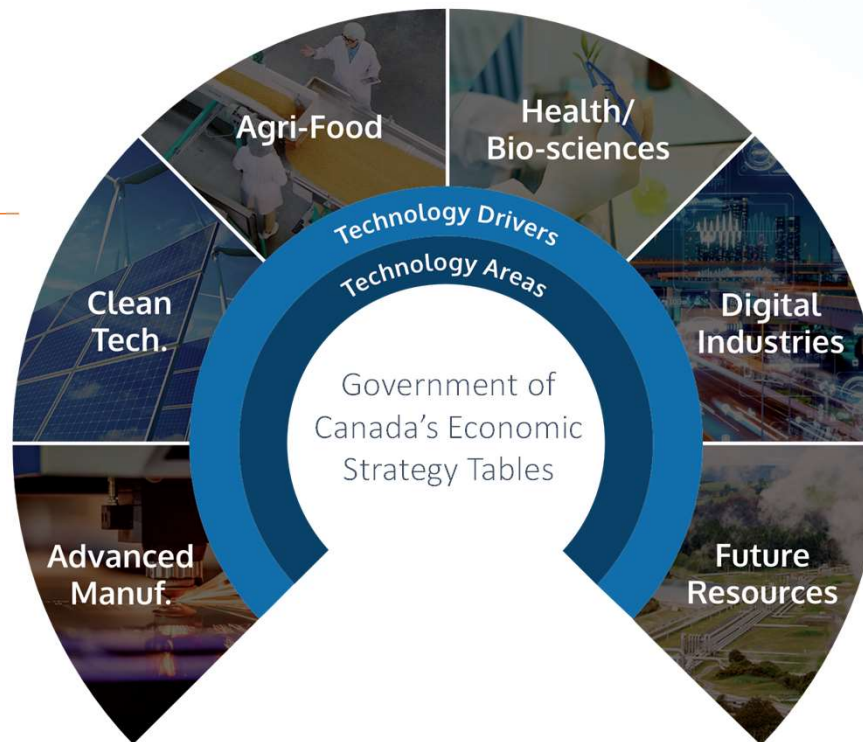 Agri-Food
Health/
Bio-sciences
Clean
Tech.
Digital
Industries
Advanced
Manuf.
Future
Resources
Technology Drivers
Technology Areas
Government of
Canada’s Economic
Strategy Tables